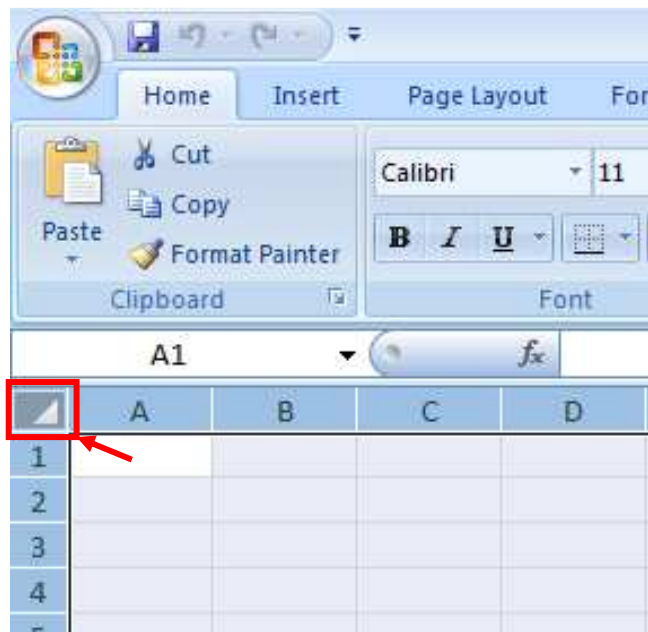 Home Insert Page Layout For
Cut
Calibri 11
Copy
Paste
B I U
Format Painter
Clipboard Font
A1 fx
A B C D
1
2
3
4